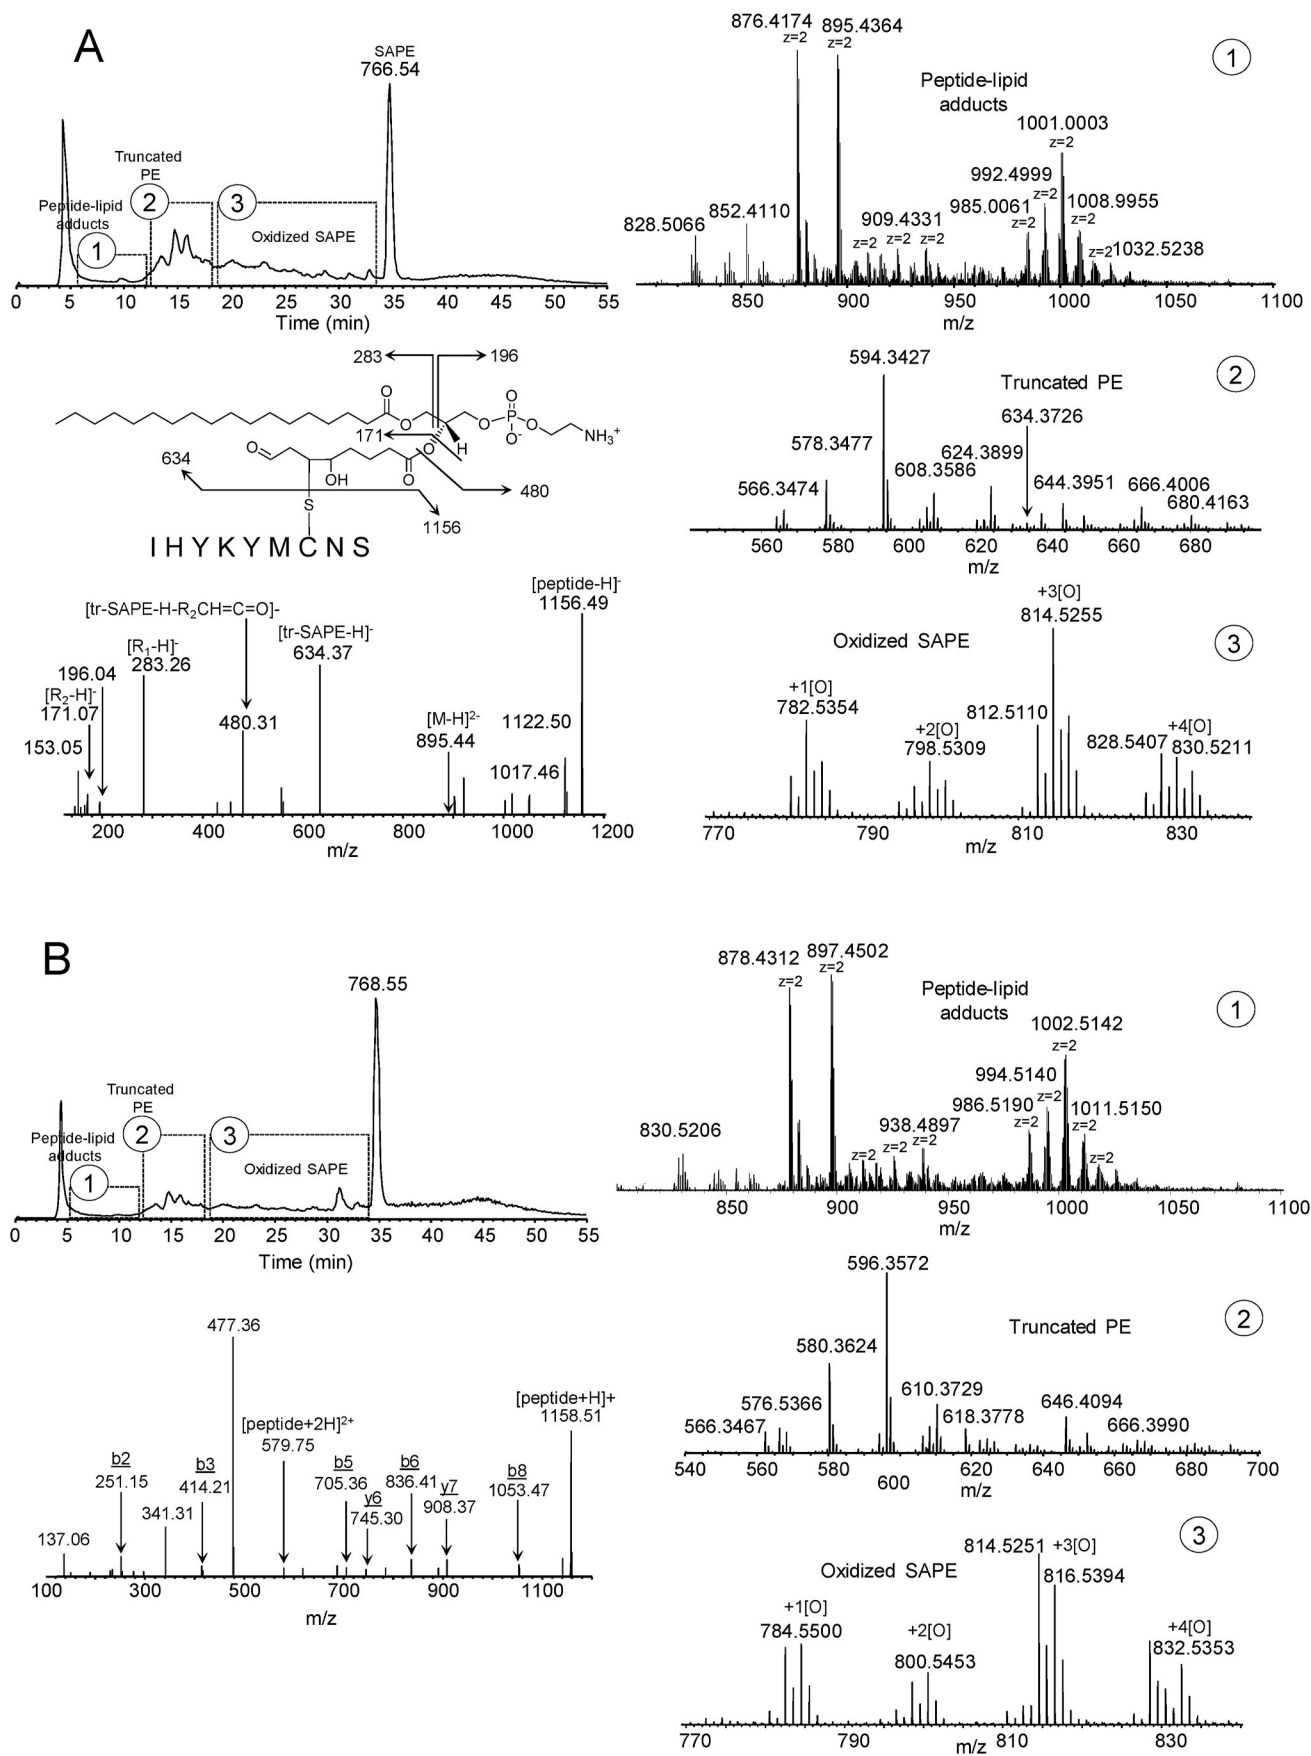 A
SAPE
766.54
Truncated
PE
Peptide-lipid
adducts
1
2
3
Oxidized SAPE
0 5 10 15 20 25 30 35 40 45 50 55
Time (min)
876.4174
z=2
895.4364
z=2
1
Peptide-lipid
adducts
1001.0003
z=2
992.4999
z=2
1008.9955
z=2
985.0061
z=2
828.5066
852.4110
909.4331
z=2
z=2
z=2
z=2
1032.5238
850 900 950 1000 1050 1100
m/z
283
196
O
O
O
P
O
O-
O
NH3+
171
H
O
O
O
OH
634
480
S
1156
I H Y K Y M C N S
594.3427
2
Truncated PE
634.3726
578.3477
624.3899
608.3586
566.3474
644.3951
666.4006
680.4163
560 580 600 620 640 660 680
m/z
[peptide-H]-
1156.49
[tr-SAPE-H-R2CH=C=O]-
[tr-SAPE-H]-
634.37
[R1-H]-
283.26
196.04
[R2-H]-
171.07
153.05
480.31
[M-H]2-
895.44
1122.50
1017.46
200 400 600 800 1000 1200
m/z
+3[O]
814.5255
Oxidized SAPE
3
+1[O]
782.5354
812.5110
+2[O]
798.5309
828.5407
+4[O]
830.5211
770 790 810 830
m/z
B
768.55
Truncated
PE
Peptide-lipid
adducts
1
2
3
Oxidized SAPE
0 5 10 15 20 25 30 35 40 45 50 55
Time (min)
878.4312
z=2
897.4502
z=2
Peptide-lipid
adducts
1
1002.5142
z=2
994.5140
z=2
986.5190
z=2
1011.5150
z=2
830.5206
938.4897
z=2
z=2
z=2
z=2
850 900 950 1000 1050 1100
m/z
596.3572
Truncated PE
2
580.3624
576.5366
566.3467
610.3729
618.3778
646.4094
666.3990
540 560 580 600 620 640 660 680 700
m/z
477.36
[peptide+H]+
1158.51
[peptide+2H]2+
579.75
b2
251.15
b3
414.21
b5
705.36
b6
836.41
y6
745.30
y7
908.37
b8
1053.47
341.31
137.06
100 300 500 700 900 1100
m/z
3
814.5251 +3[O]
816.5394
Oxidized SAPE
+1[O]
784.5500
+2[O]
800.5453
+4[O]
832.5353
770 790 810 830
m/z